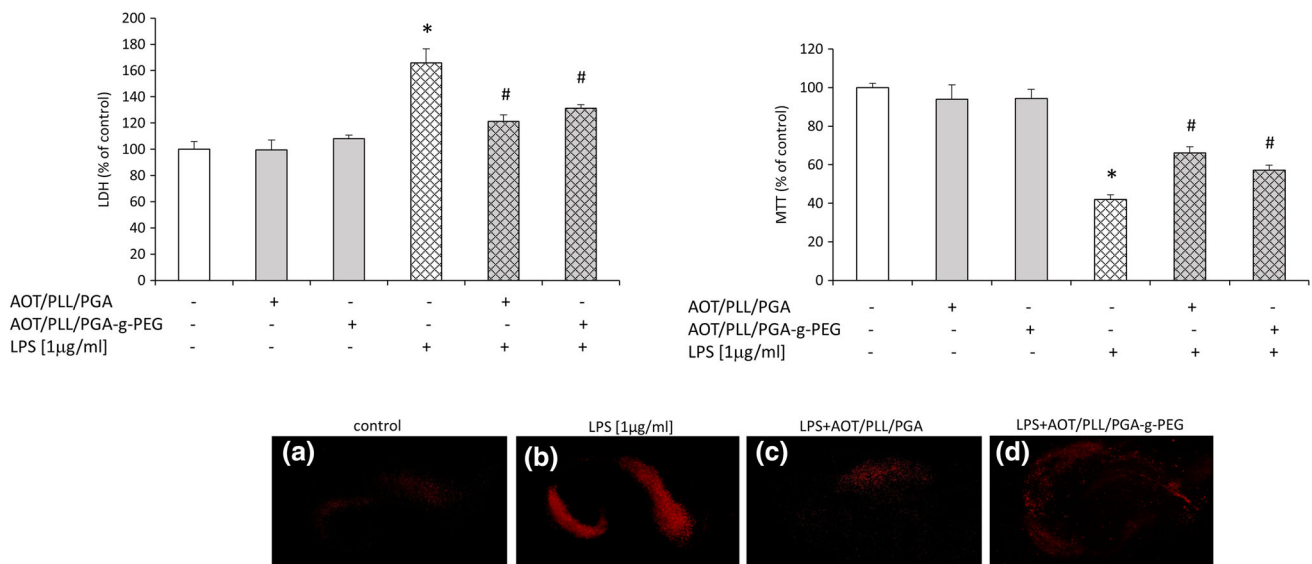 LDH (% of control)
200
180
160
140
120
100
80
60
40
20
0
*
#
#
AOT/PLL/PGA - + - - + -
AOT/PLL/PGA-g-PEG - - + - - +
LPS [1µg/ml] - - - + + +
MTT (% of control)
120
100
80
60
40
20
0
*
#
#
AOT/PLL/PGA - + - - + -
AOT/PLL/PGA-g-PEG - - + - - +
LPS [1µg/ml] - - - + + +
control
(a)
LPS [1µg/ml]
(b)
LPS+AOT/PLL/PGA
(c)
LPS+AOT/PLL/PGA-g-PEG
(d)